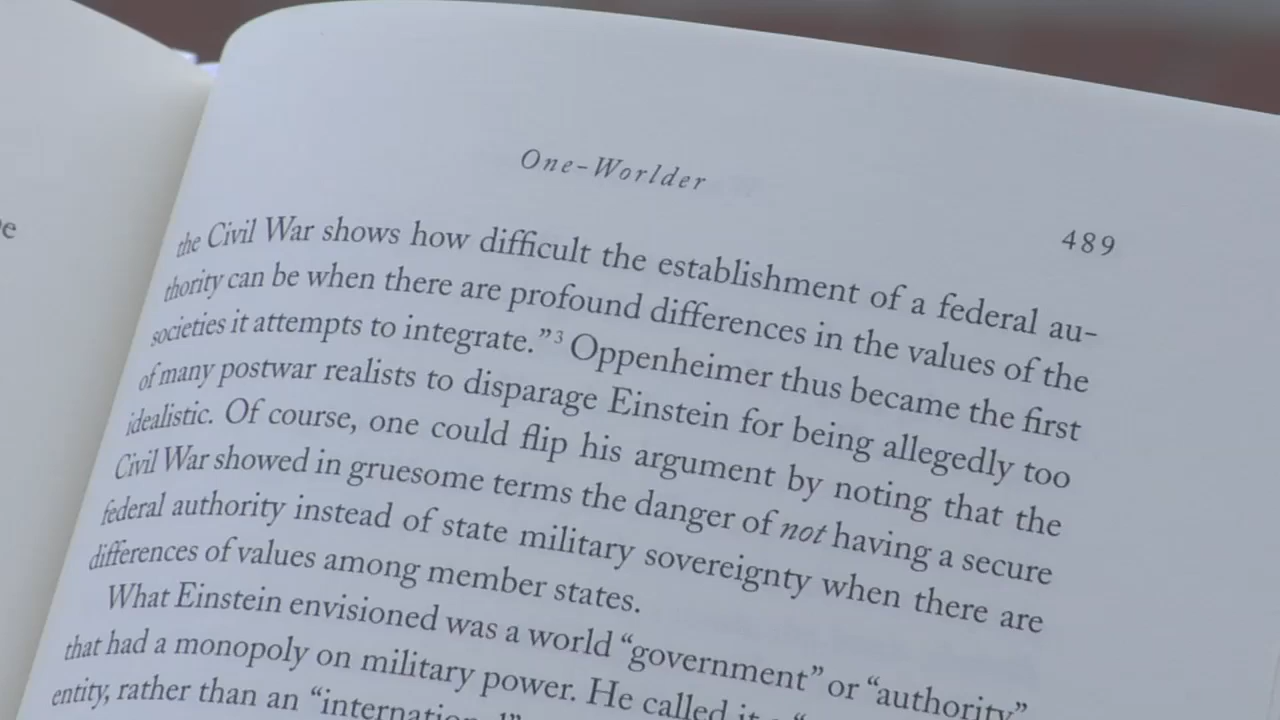 One-Worlder
489
the Civil War shows how difficult the establishment of a federal au-
thority can be when there are profound differences in the values of the
societies it attempts to integrate.”3 Oppenheimer thus became the first
of many postwar realists to disparage Einstein for being allegedly too
idealistic. Of course, one could flip his argument by noting that the
Civil War showed in gruesome terms the danger of not having a secure
federal authority instead of state military sovereignty when there are
differences of values among member states.
What Einstein envisioned was a world “government” or “authority”
that had a monopoly on military power. He called it
entity, rather than an